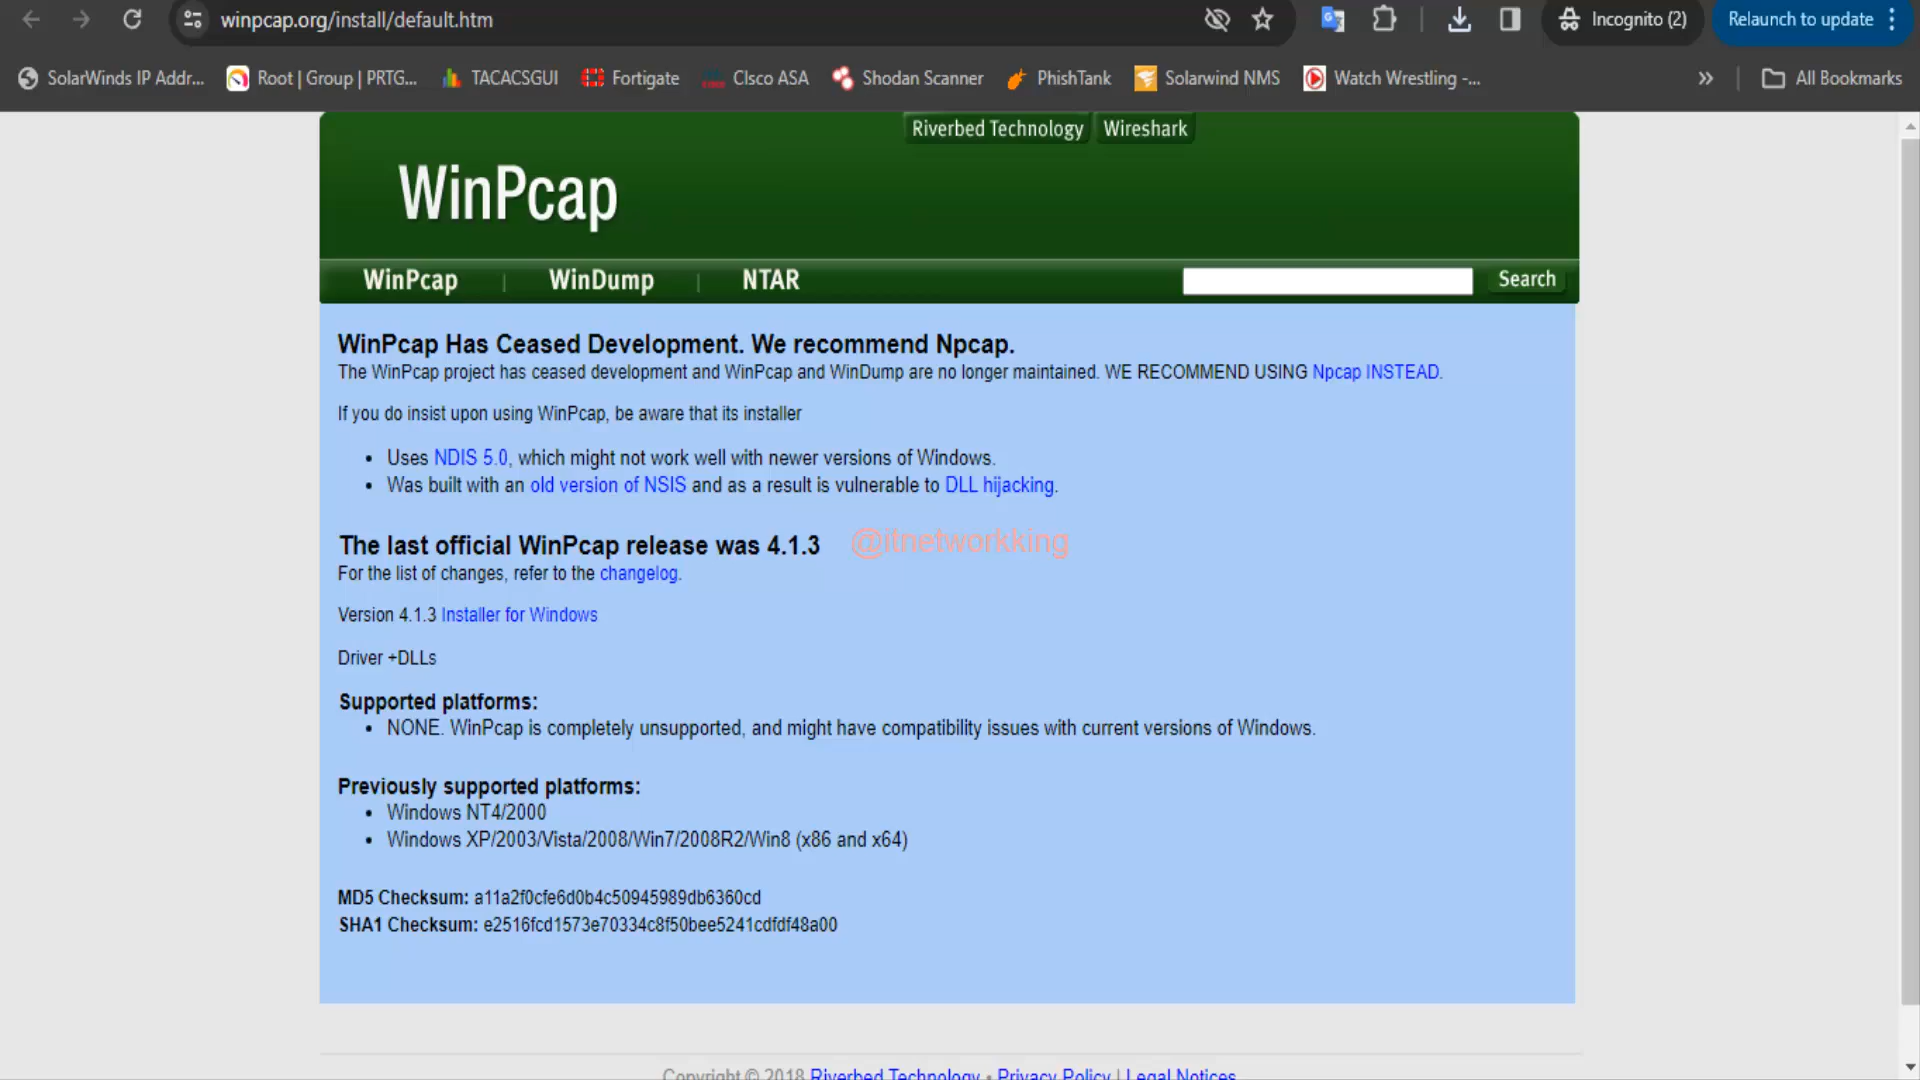 winpcap.org/install/default.htm
Incognito (2)
Relaunch to update
SolarWinds IP Addr...
Root | Group | PRTG...
TACACSGUI
Fortigate
CIsco ASA
Shodan Scanner
PhishTank
Solarwind NMS
Watch Wrestling -...
All Bookmarks
Riverbed Technology
Wireshark
WinPcap
WinPcap | WinDump | NTAR
Search
WinPcap Has Ceased Development. We recommend Npcap.
The WinPcap project has ceased development and WinPcap and WinDump are no longer maintained. WE RECOMMEND USING Npcap INSTEAD.
If you do insist upon using WinPcap, be aware that its installer
• Uses NDIS 5.0, which might not work well with newer versions of Windows.
• Was built with an old version of NSIS and as a result is vulnerable to DLL hijacking.
The last official WinPcap release was 4.1.3
@itnetworkking
For the list of changes, refer to the changelog.
Version 4.1.3 Installer for Windows
Driver +DLLs
Supported platforms:
• NONE. WinPcap is completely unsupported, and might have compatibility issues with current versions of Windows.
Previously supported platforms:
• Windows NT4/2000
• Windows XP/2003/Vista/2008/Win7/2008R2/Win8 (x86 and x64)
MD5 Checksum: a11a2f0cfe6d0b4c50945989db6360cd
SHA1 Checksum: e2516fcd1573e70334c8f50bee5241cdfdf48a00
Copyright © 2018 Riverbed Technology • Privacy Policy | Legal Notices